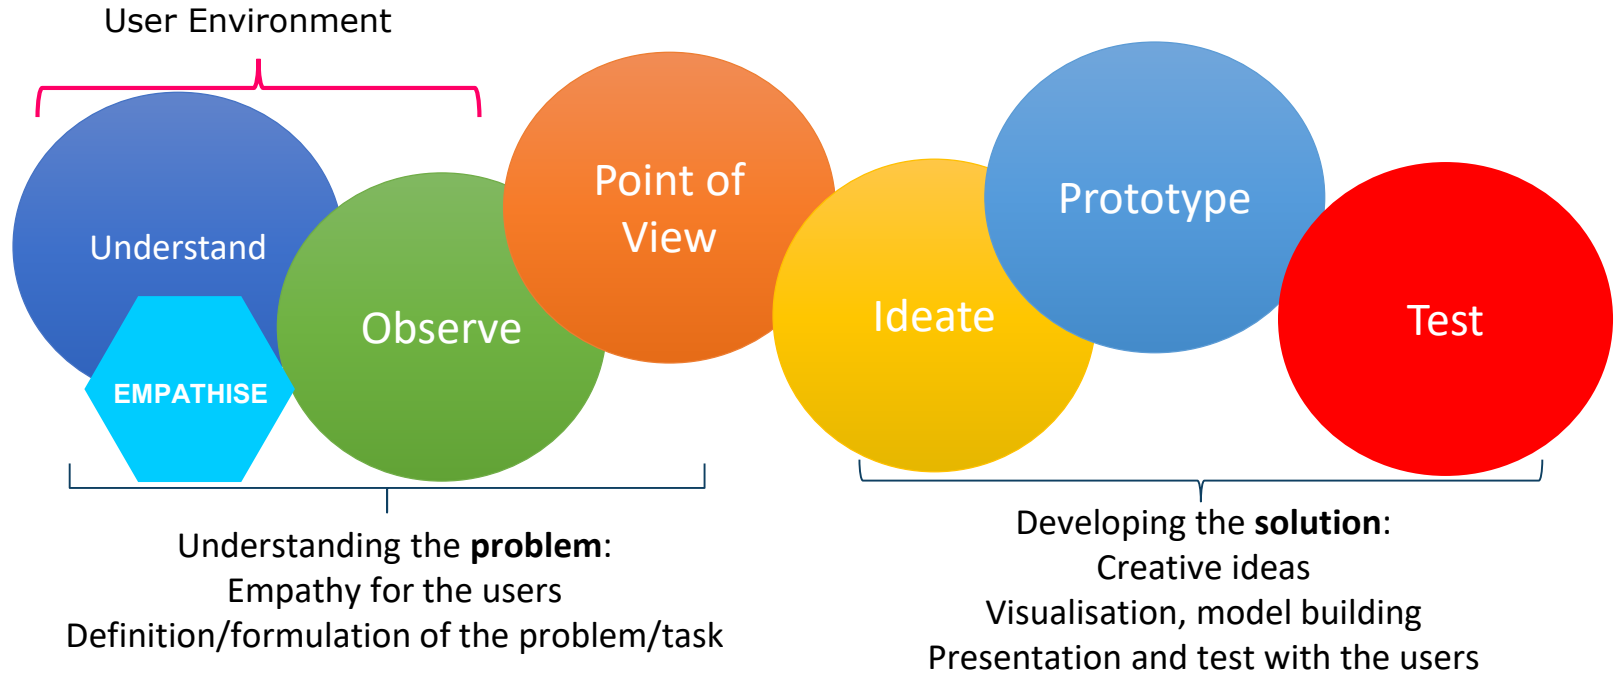 User Environment
Understand
EMPATHISE
Observe
Point of
View
Ideate
Prototype
Test
Understanding the problem:
Empathy for the users
Definition/formulation of the problem/task
Developing the solution:
Creative ideas
Visualisation, model building
Presentation and test with the users